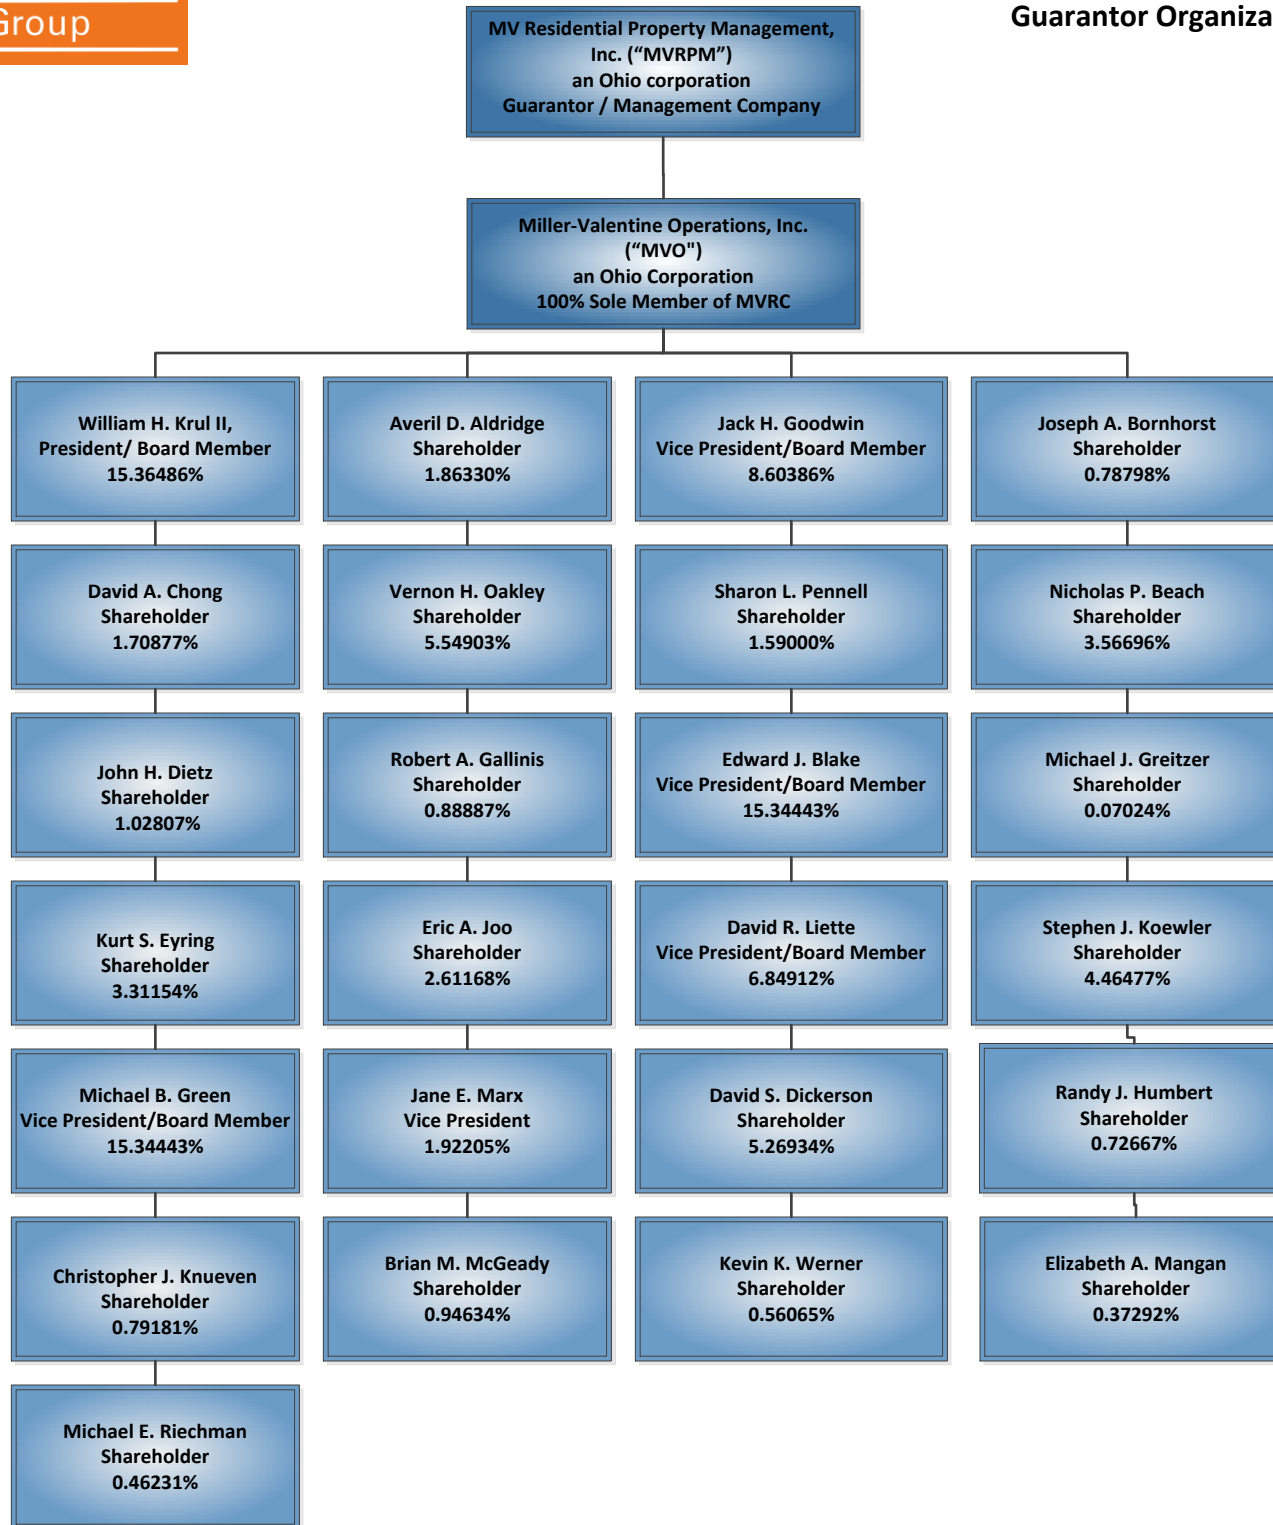 Group
Guarantor Organiza
MV Residential Property Management,
Inc. (“MVRPM”)
an Ohio corporation
Guarantor / Management Company
Miller-Valentine Operations, Inc.
(“MVO")
an Ohio Corporation
100% Sole Member of MVRC
William H. Krul II,
President/ Board Member
15.36486%
Averil D. Aldridge
Shareholder
1.86330%
Jack H. Goodwin
Vice President/Board Member
8.60386%
Joseph A. Bornhorst
Shareholder
0.78798%
David A. Chong
Shareholder
1.70877%
Vernon H. Oakley
Shareholder
5.54903%
Sharon L. Pennell
Shareholder
1.59000%
Nicholas P. Beach
Shareholder
3.56696%
John H. Dietz
Shareholder
1.02807%
Robert A. Gallinis
Shareholder
0.88887%
Edward J. Blake
Vice President/Board Member
15.34443%
Michael J. Greitzer
Shareholder
0.07024%
Kurt S. Eyring
Shareholder
3.31154%
Eric A. Joo
Shareholder
2.61168%
David R. Liette
Vice President/Board Member
6.84912%
Stephen J. Koewler
Shareholder
4.46477%
Michael B. Green
Vice President/Board Member
15.34443%
Jane E. Marx
Vice President
1.92205%
David S. Dickerson
Shareholder
5.26934%
Randy J. Humbert
Shareholder
0.72667%
Christopher J. Knueven
Shareholder
0.79181%
Brian M. McGeady
Shareholder
0.94634%
Kevin K. Werner
Shareholder
0.56065%
Elizabeth A. Mangan
Shareholder
0.37292%
Michael E. Riechman
Shareholder
0.46231%